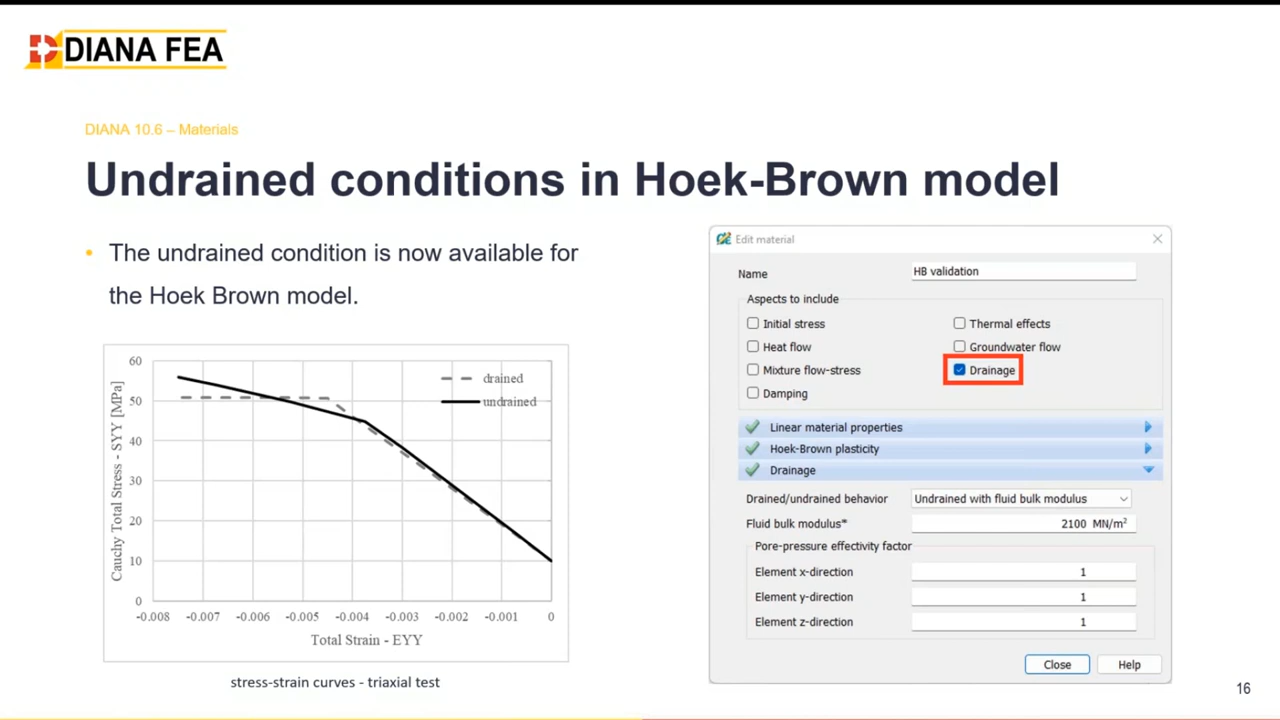 DIANA FEA
DIANA 10.6 – Materials
Undrained conditions in Hoek-Brown model
• The undrained condition is now available for
the Hoek Brown model.
60
50
40
30
20
10
0
Cauchy Total Stress - SYY [MPa]
drained
undrained
-0.008 -0.007 -0.006 -0.005 -0.004 -0.003 -0.002 -0.001 0
Total Strain - EYY
stress-strain curves - triaxial test
Edit material
Name HB validation
Aspects to include
Initial stress Thermal effects
Heat flow Groundwater flow
Mixture flow-stress Drainage
Damping
Linear material properties
Hoek-Brown plasticity
Drainage
Drained/undrained behavior Undrained with fluid bulk modulus
Fluid bulk modulus* 2100 MN/m²
Pore-pressure effectivity factor
Element x-direction 1
Element y-direction 1
Element z-direction 1
Close Help
16